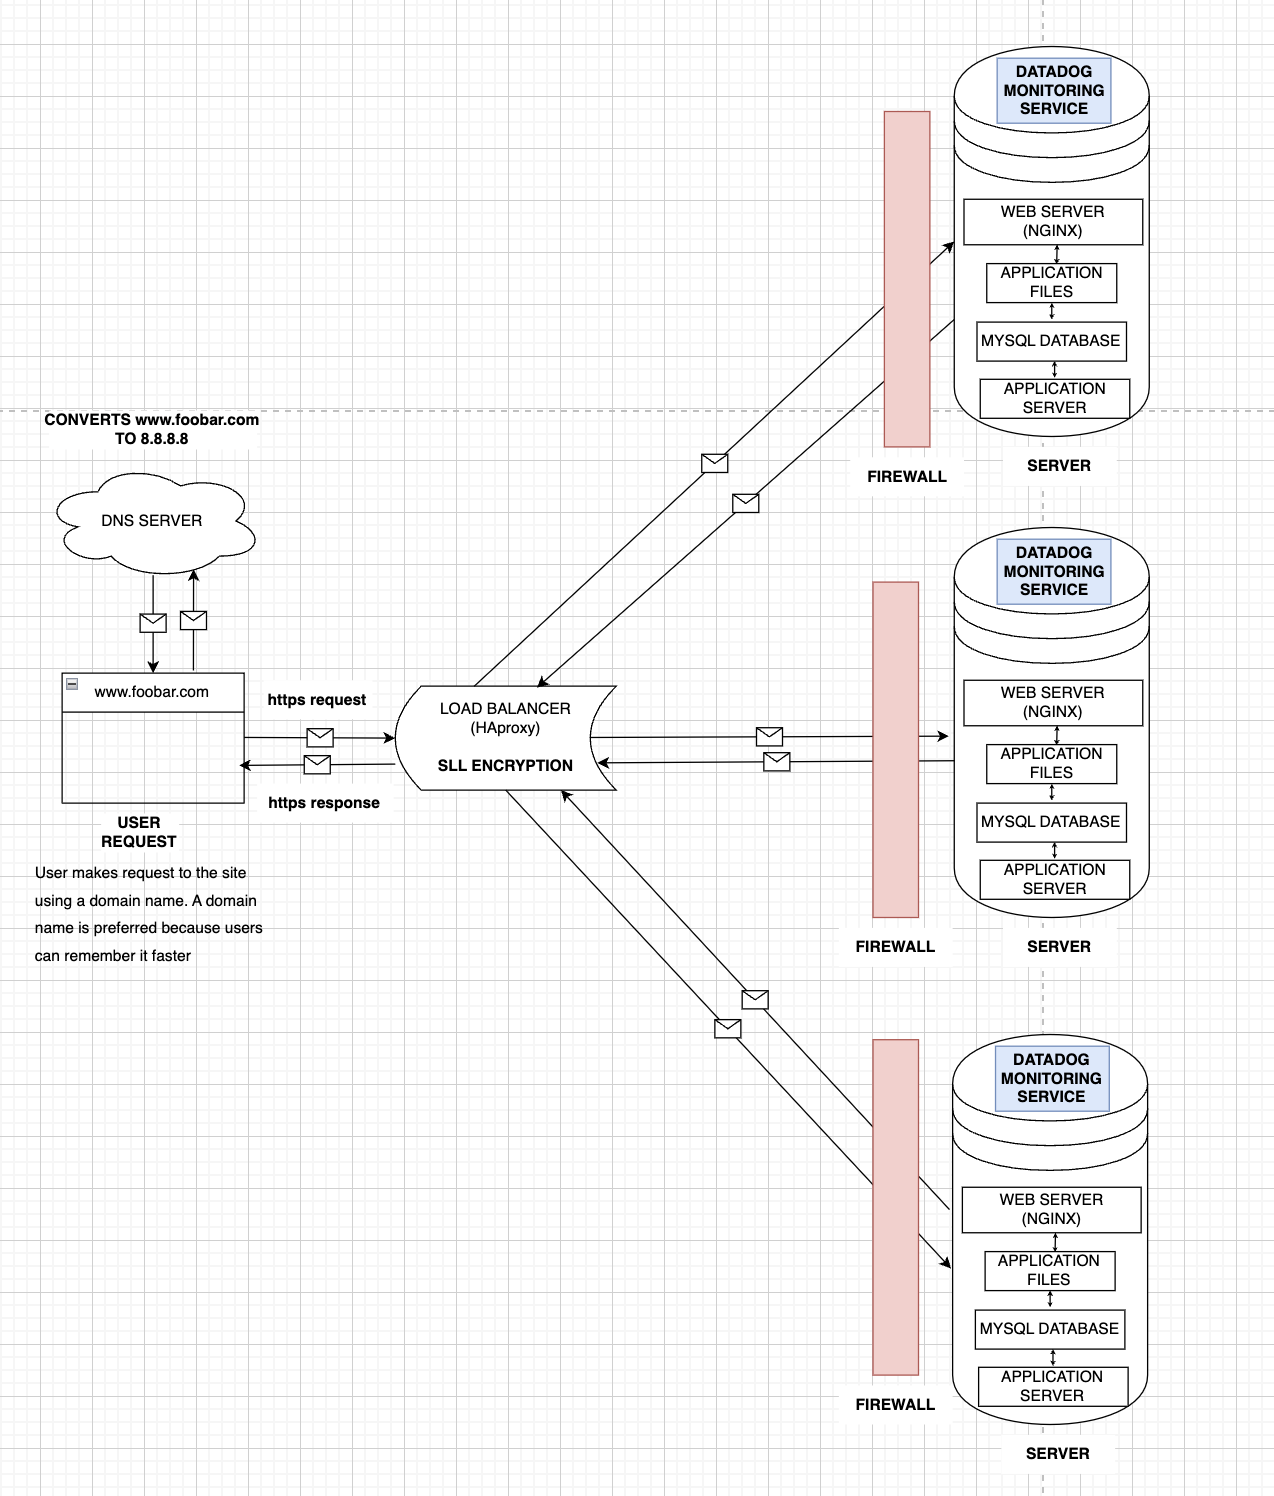 CONVERTS www.foobar.com
TO 8.8.8.8
DNS SERVER
www.foobar.com
USER
REQUEST
User makes request to the site
using a domain name. A domain
name is preferred because users
can remember it faster
https request
https response
LOAD BALANCER
(HAproxy)
SLL ENCRYPTION
FIREWALL
DATADOG
MONITORING
SERVICE
WEB SERVER
(NGINX)
APPLICATION
FILES
MYSQL DATABASE
APPLICATION
SERVER
SERVER
FIREWALL
DATADOG
MONITORING
SERVICE
WEB SERVER
(NGINX)
APPLICATION
FILES
MYSQL DATABASE
APPLICATION
SERVER
SERVER
FIREWALL
DATADOG
MONITORING
SERVICE
WEB SERVER
(NGINX)
APPLICATION
FILES
MYSQL DATABASE
APPLICATION
SERVER
SERVER